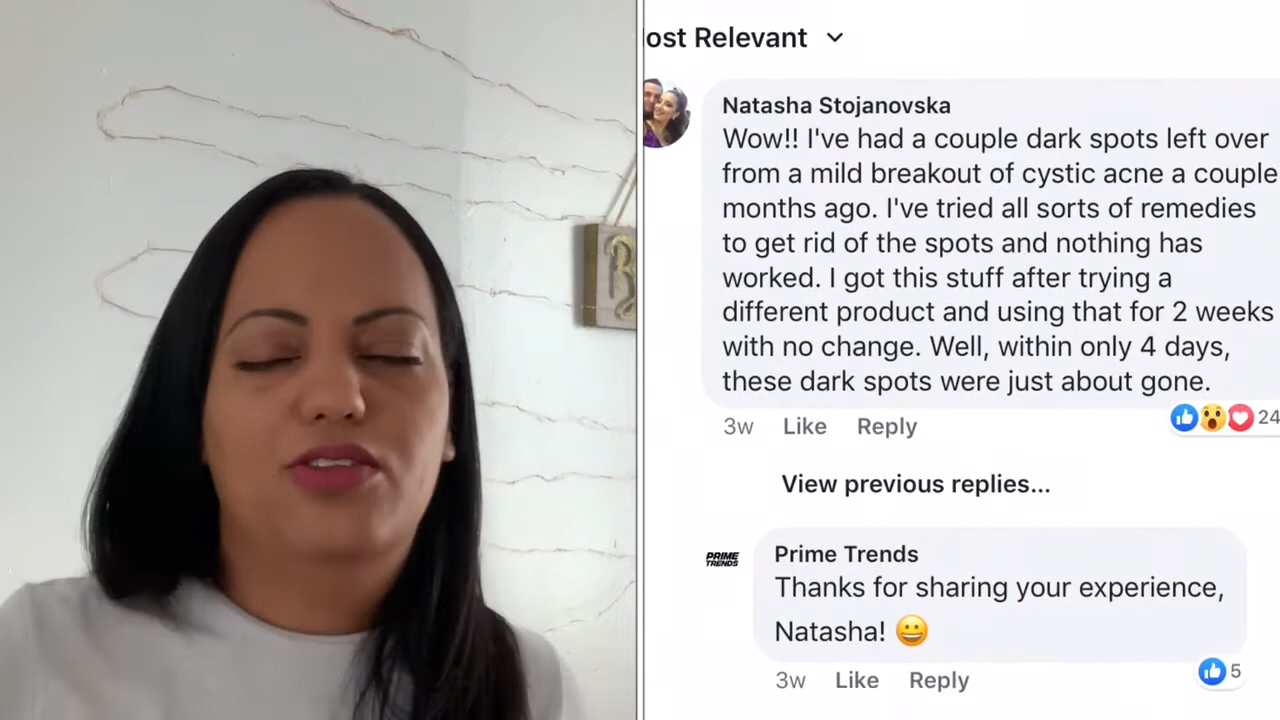 ost Relevant
Natasha Stojanovska
Wow!! I've had a couple dark spots left over
from a mild breakout of cystic acne a couple
months ago. I've tried all sorts of remedies
to get rid of the spots and nothing has
worked. I got this stuff after trying a
different product and using that for 2 weeks
with no change. Well, within only 4 days,
these dark spots were just about gone.
3w Like Reply 24
View previous replies...
PRIME
TRENDS
Prime Trends
Thanks for sharing your experience,
Natasha! 😀
3w Like Reply 5